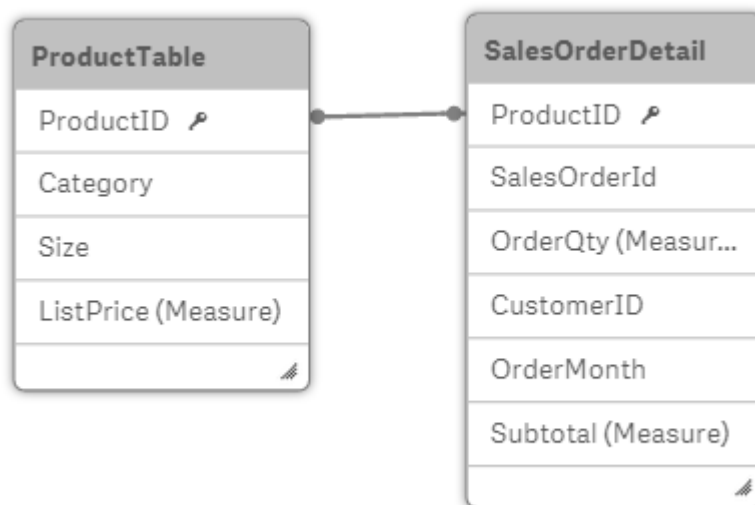 ProductTable
ProductID
Category
Size
ListPrice (Measure)
SalesOrderDetail
ProductID
SalesOrderId
OrderQty (Measur...
CustomerID
OrderMonth
Subtotal (Measure)